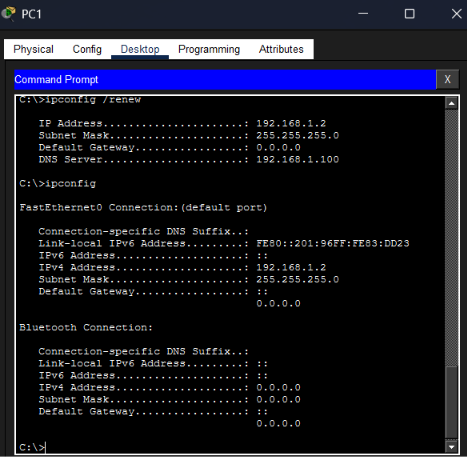 PC1
Physical Config Desktop Programming Attributes
Command Prompt
X
C:\>ipconfig /renew
IP Address......................: 192.168.1.2
Subnet Mask.....................: 255.255.255.0
Default Gateway.................: 0.0.0.0
DNS Server......................: 192.168.1.100
C:\>ipconfig
FastEthernet0 Connection:(default port)
Connection-specific DNS Suffix..:
Link-local IPv6 Address.........: FE80::201:96FF:FE83:DD23
IPv6 Address....................: ::
IPv4 Address....................: 192.168.1.2
Subnet Mask.....................: 255.255.255.0
Default Gateway.................: ::
0.0.0.0
Bluetooth Connection:
Connection-specific DNS Suffix..:
Link-local IPv6 Address.........: ::
IPv6 Address....................: ::
IPv4 Address....................: 0.0.0.0
Subnet Mask.....................: 0.0.0.0
Default Gateway.................: ::
0.0.0.0
C:\>